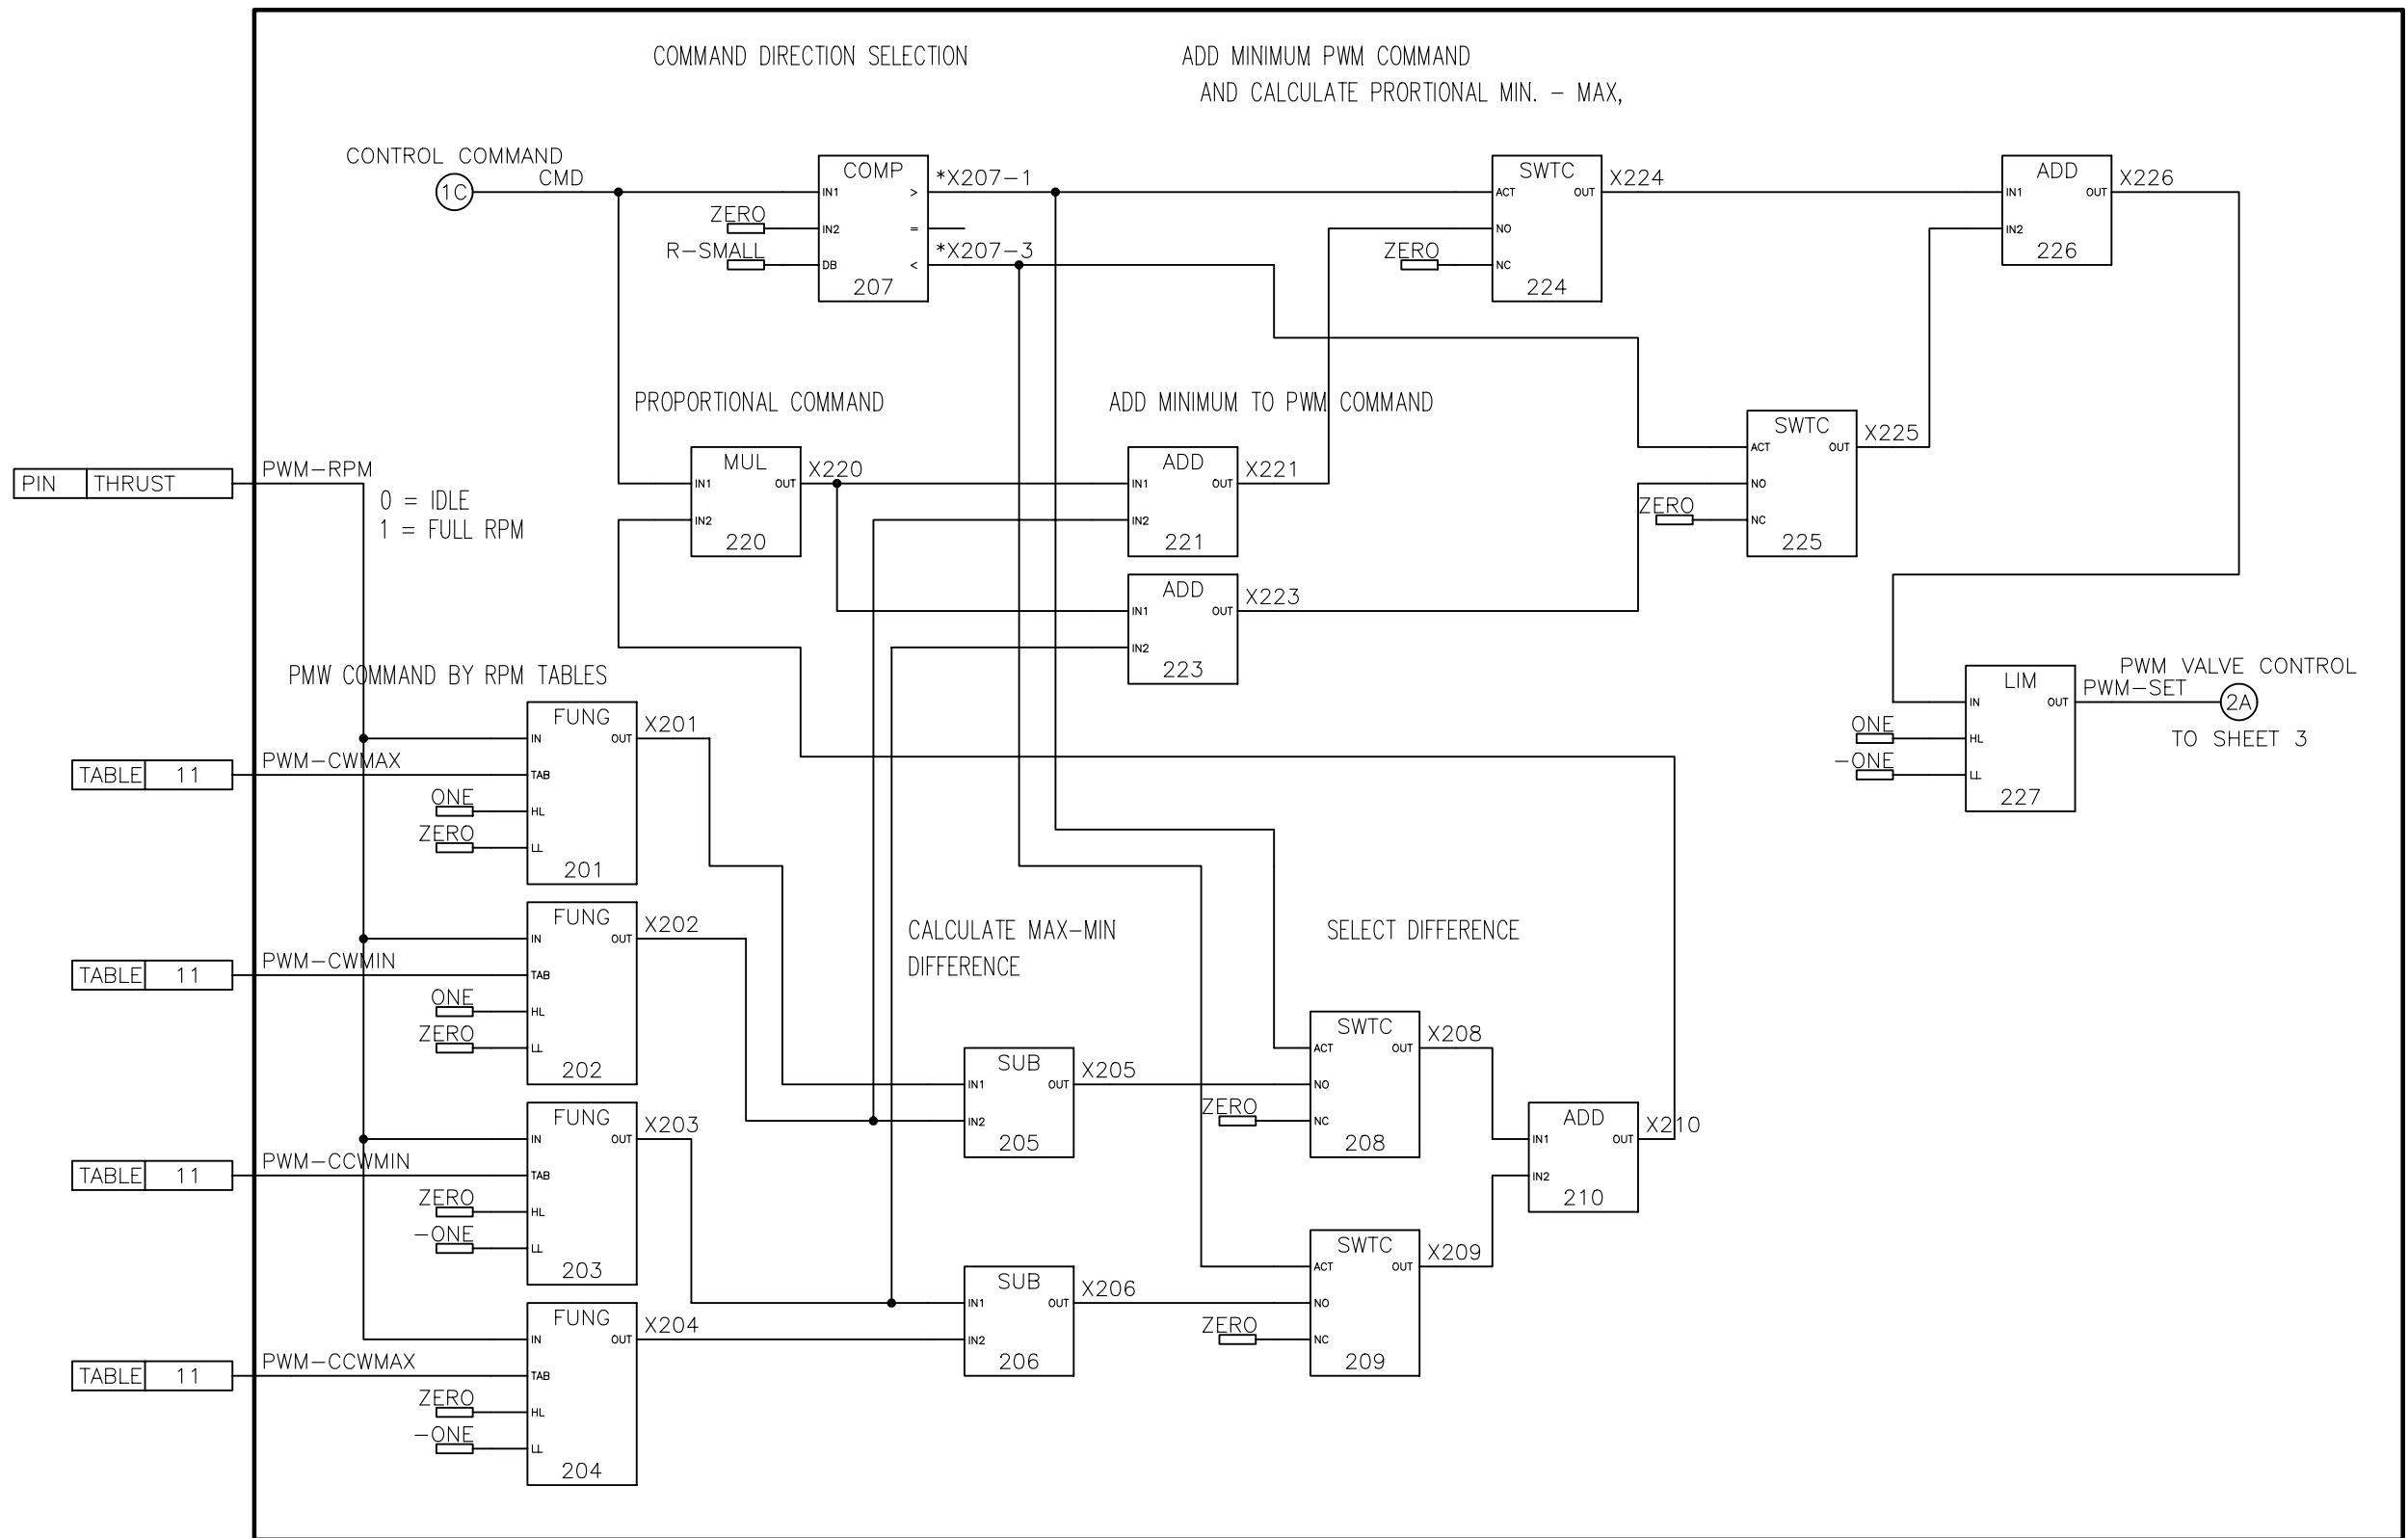 COMMAND DIRECTION SELECTION
ADD MINIMUM PWM COMMAND
AND CALCULATE PRORTIONAL MIN. - MAX,
CONTROL COMMAND
1C
CMD
ZERO
R-SMALL
COMP
IN1
IN2
DB
>
=
<
207
*X207-1
*X207-3
SWTC
ACT
NO
NC
OUT
224
ZERO
X224
ADD
IN1
IN2
OUT
226
X226
PROPORTIONAL COMMAND
ADD MINIMUM TO PWM COMMAND
PIN THRUST
PWM-RPM
0 = IDLE
1 = FULL RPM
MUL
IN1
IN2
OUT
220
X220
ADD
IN1
IN2
OUT
221
X221
ADD
IN1
IN2
OUT
223
X223
SWTC
ACT
NO
NC
OUT
225
ZERO
X225
LIM
IN
HL
LL
OUT
227
ONE
-ONE
PWM VALVE CONTROL
PWM-SET
2A
TO SHEET 3
PMW COMMAND BY RPM TABLES
TABLE 11
PWM-CWMAX
ONE
ZERO
FUNG
IN
TAB
HL
LL
OUT
201
X201
TABLE 11
PWM-CWMIN
ONE
ZERO
FUNG
IN
TAB
HL
LL
OUT
202
X202
TABLE 11
PWM-CCWMIN
ZERO
-ONE
FUNG
IN
TAB
HL
LL
OUT
203
X203
TABLE 11
PWM-CCWMAX
ZERO
-ONE
FUNG
IN
TAB
HL
LL
OUT
204
X204
CALCULATE MAX-MIN
DIFFERENCE
SELECT DIFFERENCE
SUB
IN1
IN2
OUT
205
X205
SUB
IN1
IN2
OUT
206
X206
SWTC
ACT
NO
NC
OUT
208
ZERO
X208
SWTC
ACT
NO
NC
OUT
209
ZERO
X209
ADD
IN1
IN2
OUT
210
X210